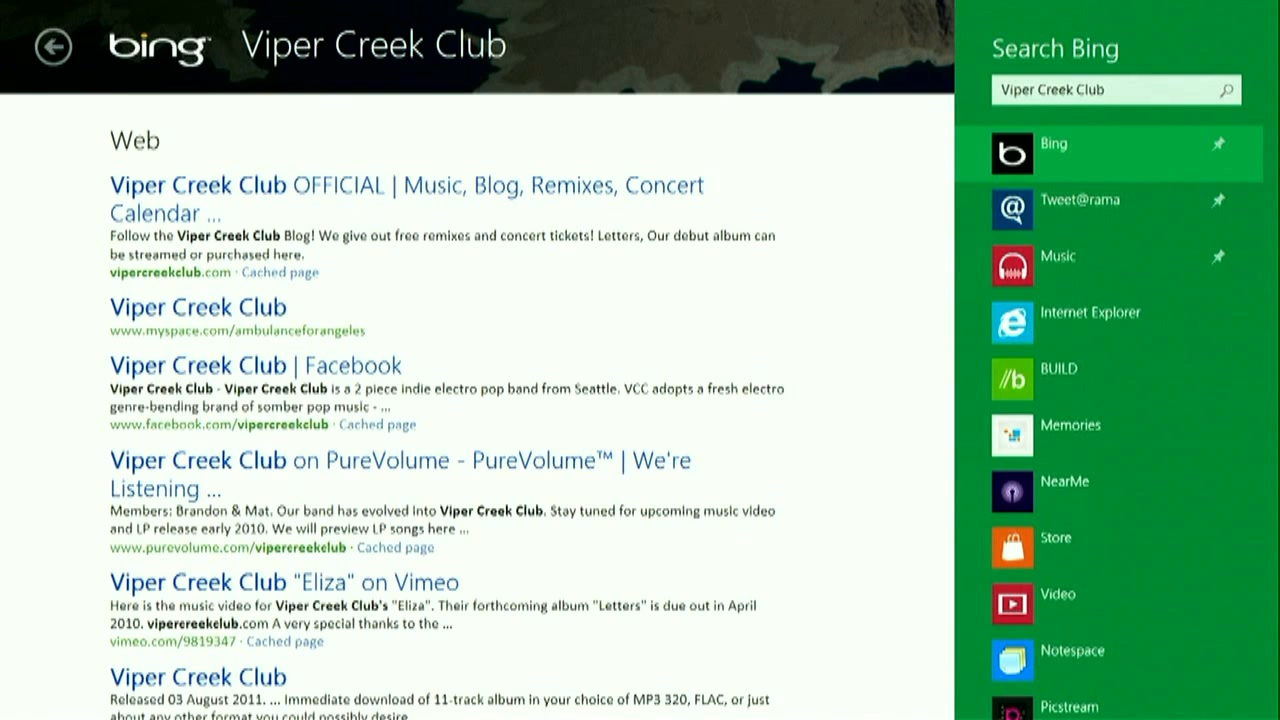 bing™ Viper Creek Club
Web
Viper Creek Club OFFICIAL | Music, Blog, Remixes, Concert
Calendar ...
Follow the Viper Creek Club Blog! We give out free remixes and concert tickets! Letters, Our debut album can
be streamed or purchased here.
vipercreekclub.com · Cached page
Viper Creek Club
www.myspace.com/ambulanceforangeles
Viper Creek Club | Facebook
Viper Creek Club - Viper Creek Club is a 2 piece indie electro pop band from Seattle. VCC adopts a fresh electro
genre-bending brand of somber pop music - ...
www.facebook.com/vipercreekclub · Cached page
Viper Creek Club on PureVolume - PureVolume™ | We're
Listening ...
Members: Brandon & Mat. Our band has evolved into Viper Creek Club. Stay tuned for upcoming music video
and LP release early 2010. We will preview LP songs here ...
www.purevolume.com/vipercreekclub · Cached page
Viper Creek Club "Eliza" on Vimeo
Here is the music video for Viper Creek Club's "Eliza". Their forthcoming album "Letters" is due out in April
2010. vipercreekclub.com A very special thanks to the ...
vimeo.com/9819347 · Cached page
Viper Creek Club
Released 03 August 2011. ... Immediate download of 11-track album in your choice of MP3 320, FLAC, or just
about any other format you could possibly desire
Search Bing
Viper Creek Club
Bing
Tweet@rama
Music
Internet Explorer
BUILD
Memories
NearMe
Store
Video
Notespace
Picstream